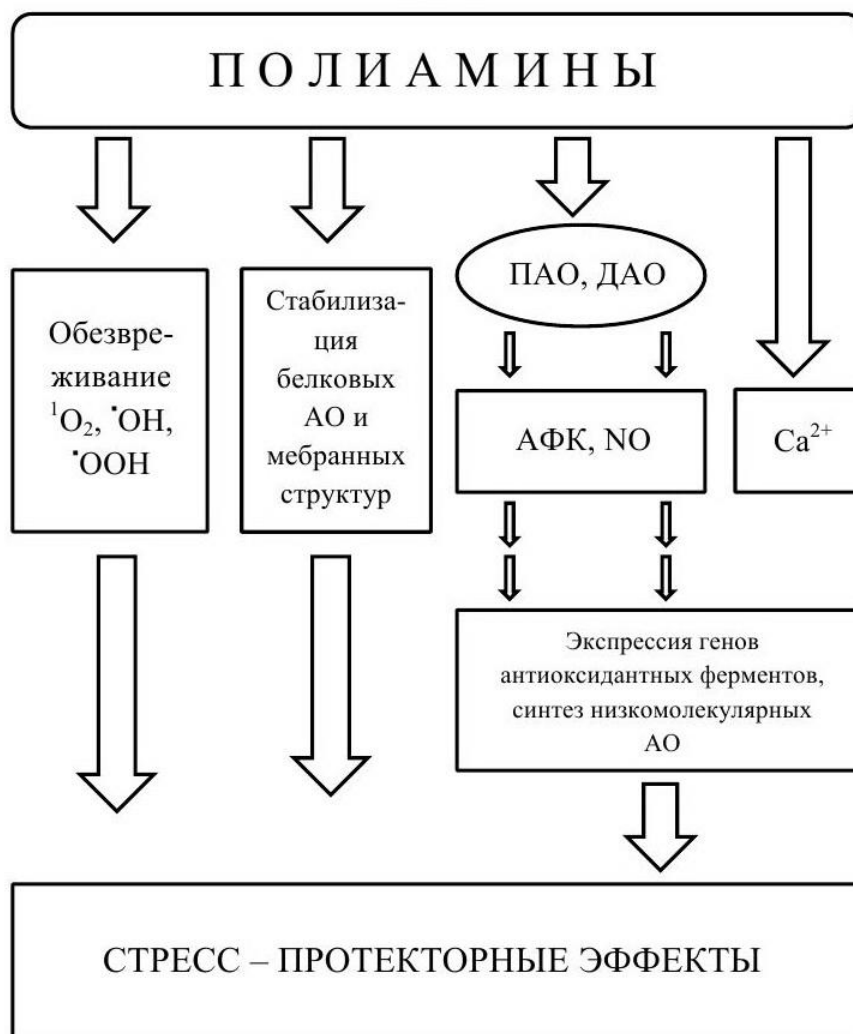 ПОЛИАМИНЫ
Обезвре-
живание
¹O₂, •OH,
•OOH
Стабилиза-
ция
белковых
АО и
мебранных
структур
ПАО, ДАО
АФК, NO
Ca²⁺
Экспрессия генов
антиоксидантных ферментов,
синтез низкомолекулярных
АО
СТРЕСС – ПРОТЕКТОРНЫЕ ЭФФЕКТЫ